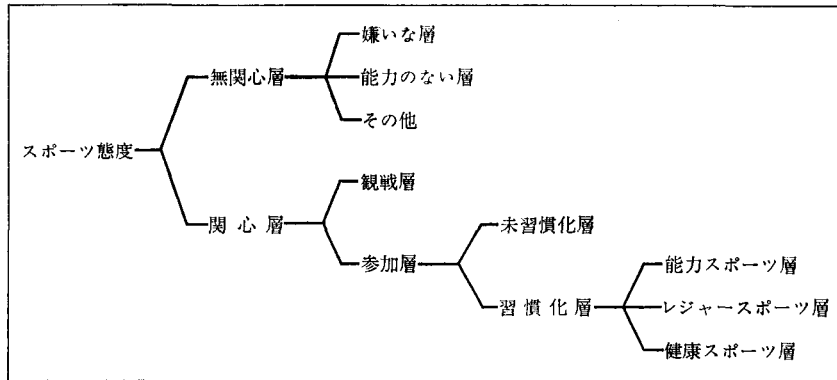 スポーツ態度
無関心層
嫌いな層
能力のない層
その他
関心層
観戦層
参加層
未習慣化層
習慣化層
能力スポーツ層
レジャースポーツ層
健康スポーツ層